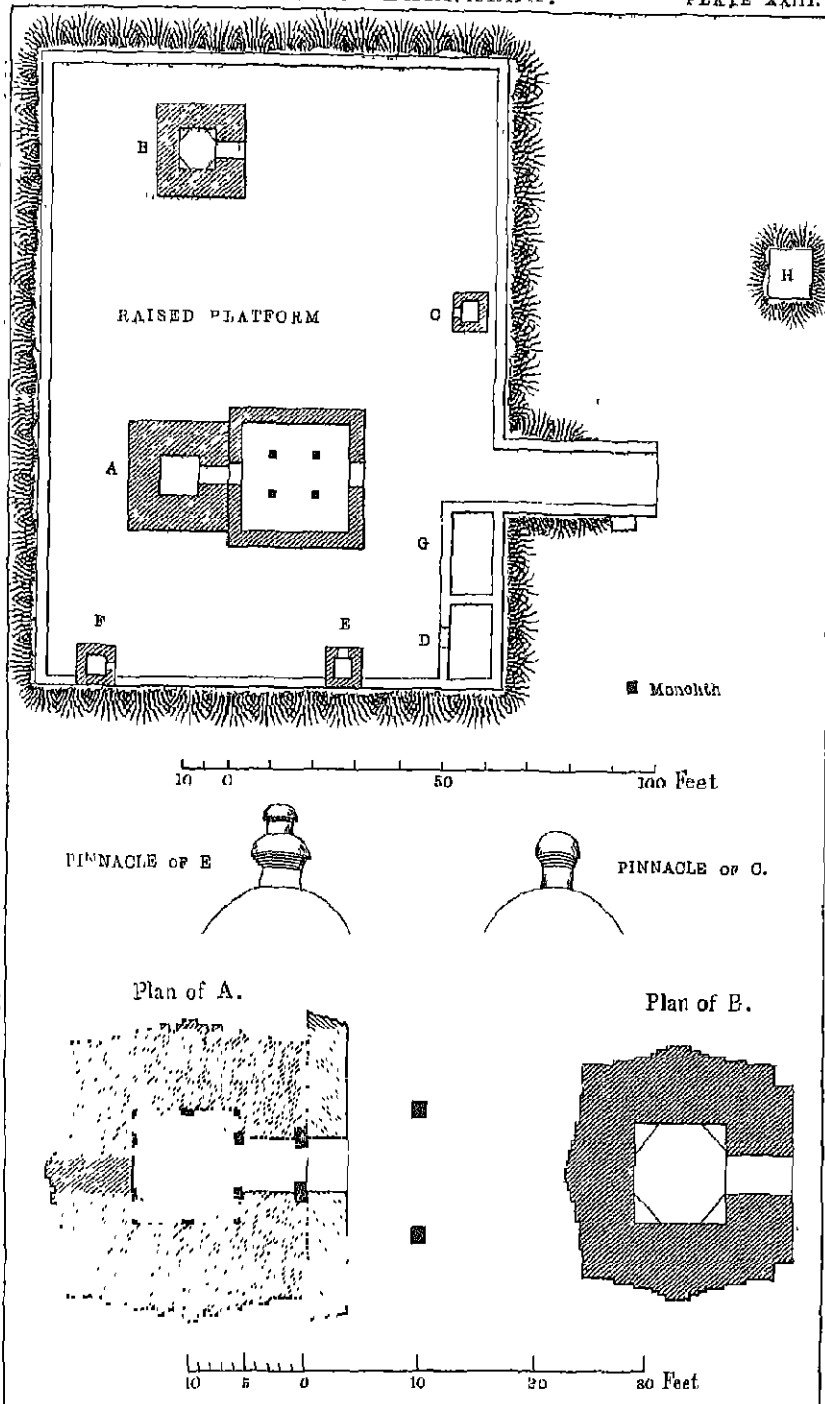 PLATE XXIII.
B
H
RAISED PLATFORM
C
A
G
F
E
D
Monolith
10 0 50 100 Feet
PINNACLE OF E
PINNACLE OF C.
Plan of A.
Plan of B.
10 5 0 10 20 30 Feet